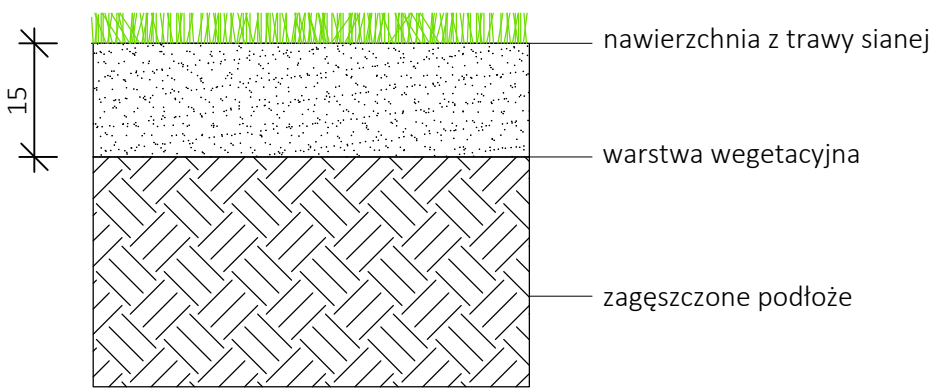 nawierzchnia z trawy sianej
15
warstwa wegetacyjna
zagęszczone podłoże